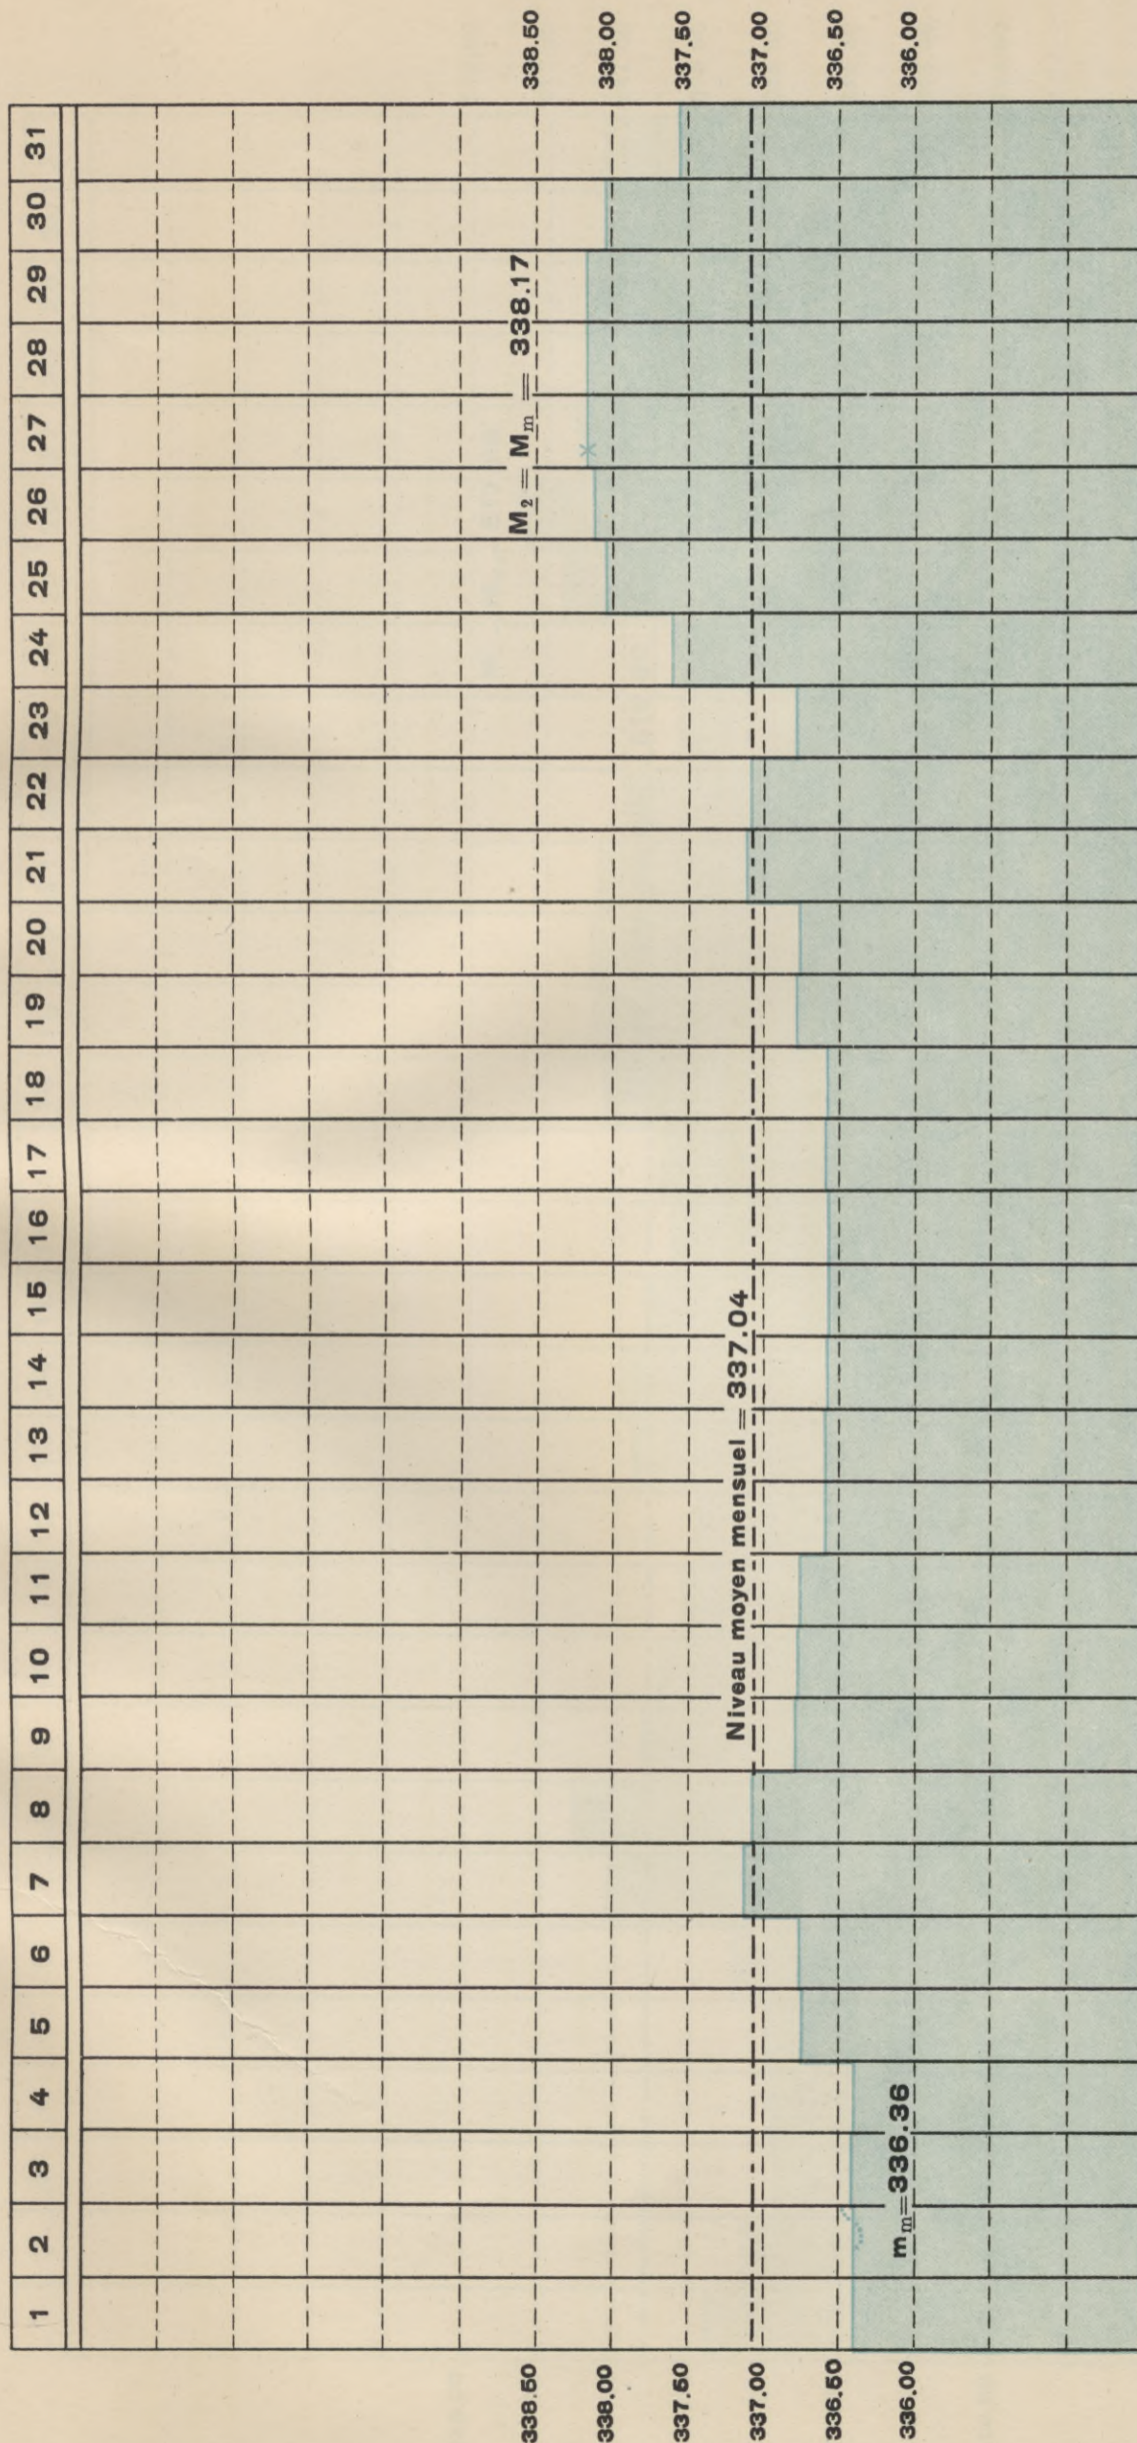 1 2 3 4 5 6 7 8 9 10 11 12 13 14 15 16 17 18 19 20 21 22 23 24 25 26 27 28 29 30 31
M₂ = Mm = 338.17
338.50 338.50
338.00 338.00
337.50 337.50
Niveau moyen mensuel = 337.04
337.00 337.00
336.50 336.50
mm=336.36
336.00 336.00